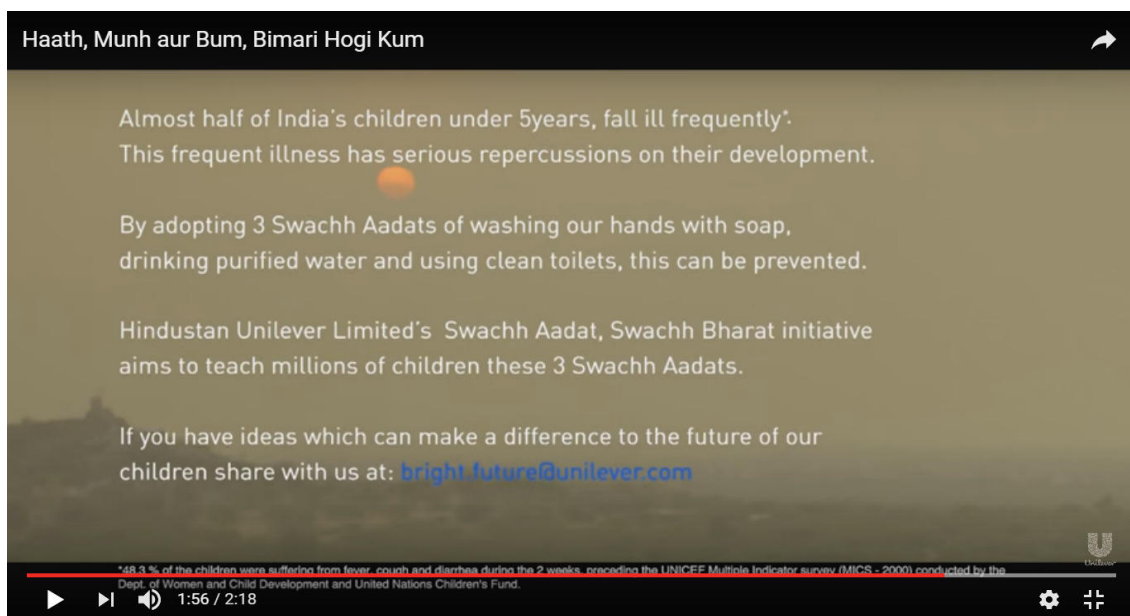 Haath, Munh aur Bum, Bimari Hogi Kum
Almost half of India's children under 5years, fall ill frequently*.
This frequent illness has serious repercussions on their development.
By adopting 3 Swachh Aadats of washing our hands with soap,
drinking purified water and using clean toilets, this can be prevented.
Hindustan Unilever Limited's Swachh Aadat, Swachh Bharat initiative
aims to teach millions of children these 3 Swachh Aadats.
If you have ideas which can make a difference to the future of our
children share with us at: bright.future@unilever.com
Unilever
*48.3 % of the children were suffering from fever, cough and diarrhea during the 2 weeks, preceding the UNICEF Multiple Indicator survey (MICS - 2000) conducted by the
Dept. of Women and Child Development and United Nations Children's Fund.
1:56 / 2:18